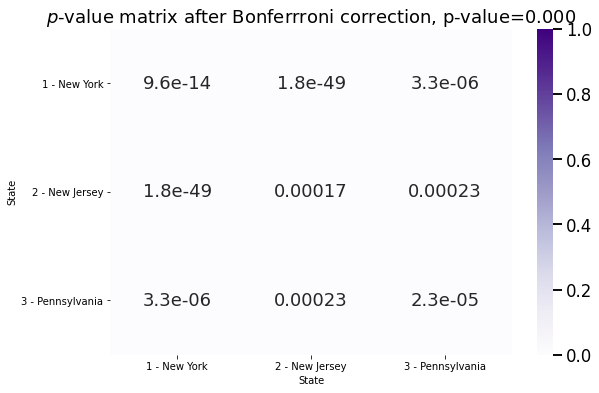 p-value matrix after Bonferrroni correction, p-value=0.000
1 - New York 9.6e-14 1.8e-49 3.3e-06
2 - New Jersey 1.8e-49 0.00017 0.00023
3 - Pennsylvania 3.3e-06 0.00023 2.3e-05
State
1 - New York 2 - New Jersey 3 - Pennsylvania
State
1.0
0.8
0.6
0.4
0.2
0.0